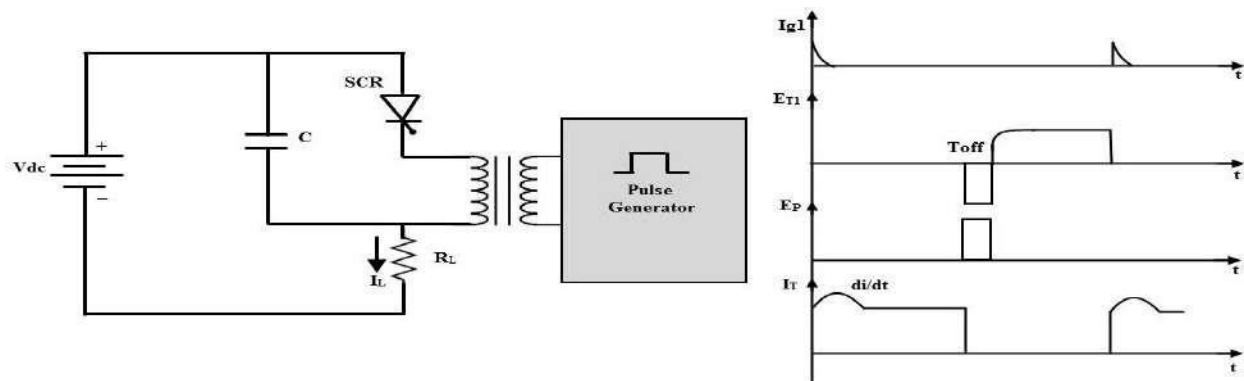 SCR
C
+
Vdc
−
Pulse
Generator
RL
IL
Ig1
t
ET1
Toff
t
EP
t
IT
di/dt
t